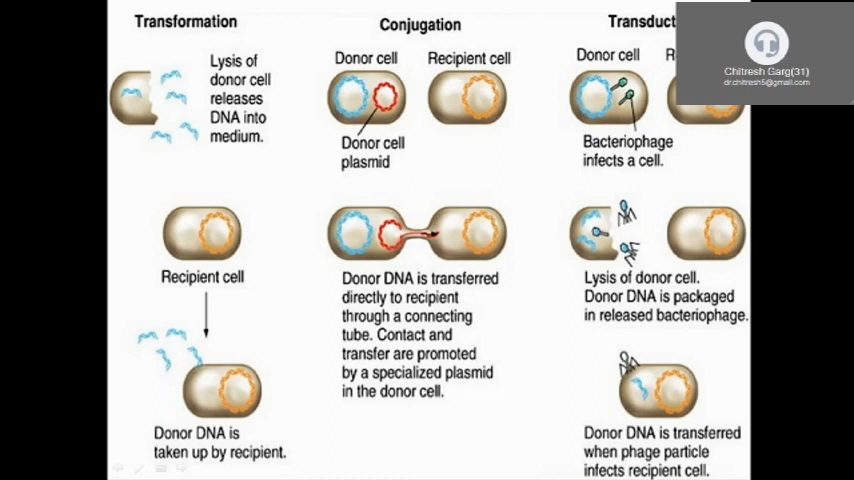 Transformation
Lysis of
donor cell
releases
DNA into
medium.
Recipient cell
Donor DNA is
taken up by recipient.
Conjugation
Donor cell
Recipient cell
Donor cell
plasmid
Donor DNA is transferred
directly to recipient
through a connecting
tube. Contact and
transfer are promoted
by a specialized plasmid
in the donor cell.
Transduct
Donor cell
R
Bacteriophage
infects a cell.
Lysis of donor cell.
Donor DNA is packaged
in released bacteriophage.
Donor DNA is transferred
when phage particle
infects recipient cell.
Chitresh Garg(31)
dr.chitresh5@gmail.com